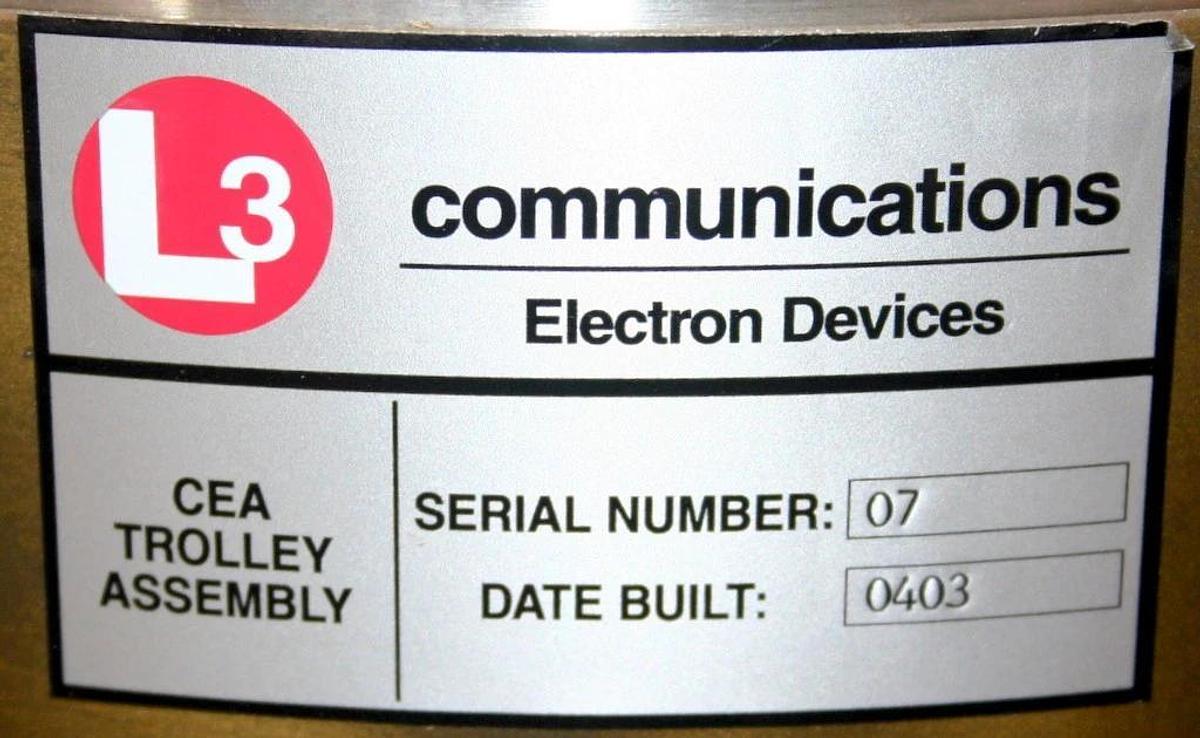 L3
communications
Electron Devices
CEA
TROLLEY
ASSEMBLY
SERIAL NUMBER: 07
DATE BUILT: 0403